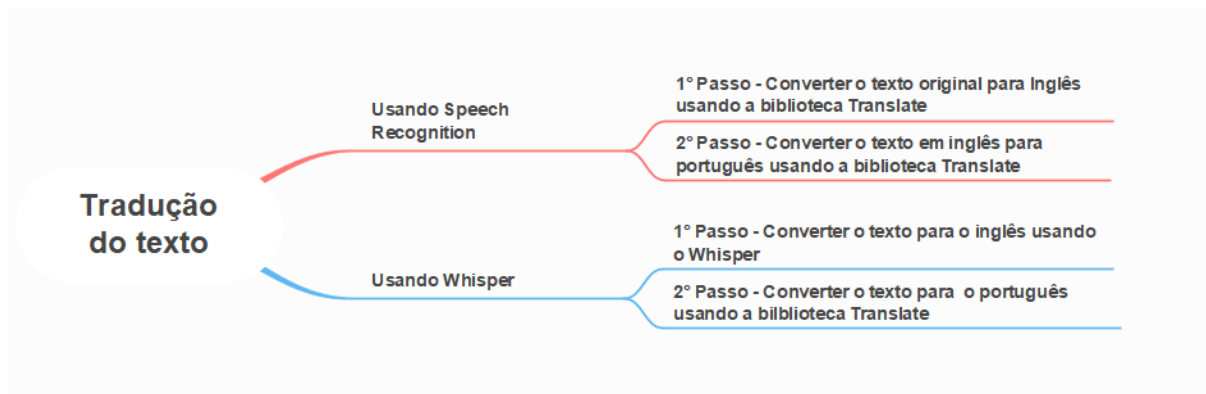 Tradução
do texto
Usando Speech
Recognition
1° Passo - Converter o texto original para Inglês
usando a biblioteca Translate
2° Passo - Converter o texto em inglês para
português usando a biblioteca Translate
Usando Whisper
1° Passo - Converter o texto para o inglês usando
o Whisper
2° Passo - Converter o texto para  o português
usando a bilblioteca Translate